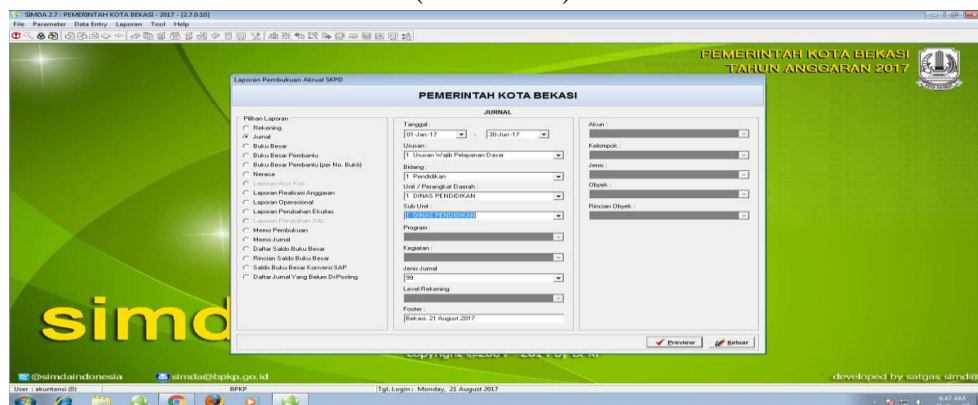 SIMDA 2.7 : PEMERINTAH KOTA BEKASI - 2017 - [2.7.0.10]
File Parameter Data Entry Laporan Tool Help
PEMERINTAH KOTA BEKASI
TAHUN ANGGARAN 2017
Laporan Pembukuan Akrual SKPD
PEMERINTAH KOTA BEKASI
JURNAL
Pilihan Laporan
Rekening
Jurnal
Buku Besar
Buku Besar Pembantu
Buku Besar Pembantu (per No. Bukti)
Neraca
Laporan Arus Kas
Laporan Realisasi Anggaran
Laporan Operasional
Laporan Perubahan Ekuitas
Laporan Perubahan SAL
Memo Pembukuan
Memo Jurnal
Daftar Saldo Buku Besar
Rincian Saldo Buku Besar
Saldo Buku Besar Konversi SAP
Daftar Jurnal Yang Belum Di-Posting
Tanggal :
01-Jan-17 - 30-Jun-17
Urusan :
1 Urusan Wajib Pelayanan Dasar
Bidang :
1 Pendidikan
Unit / Perangkat Daerah :
1 DINAS PENDIDIKAN
Sub Unit :
1 DINAS PENDIDIKAN
Program :
Kegiatan :
Jenis Jurnal
99
Level Rekening:
Footer :
Bekasi, 21 August 2017
Akun :
Kelompok :
Jenis :
Obyek :
Rincian Obyek :
Preview Keluar
simd
@simdaindonesia simda@bpkp.go.id
developed by satgas simd@
User : akuntansi (0) BPKP Tgl. Login : Monday, 21 August 2017
8:47 AM